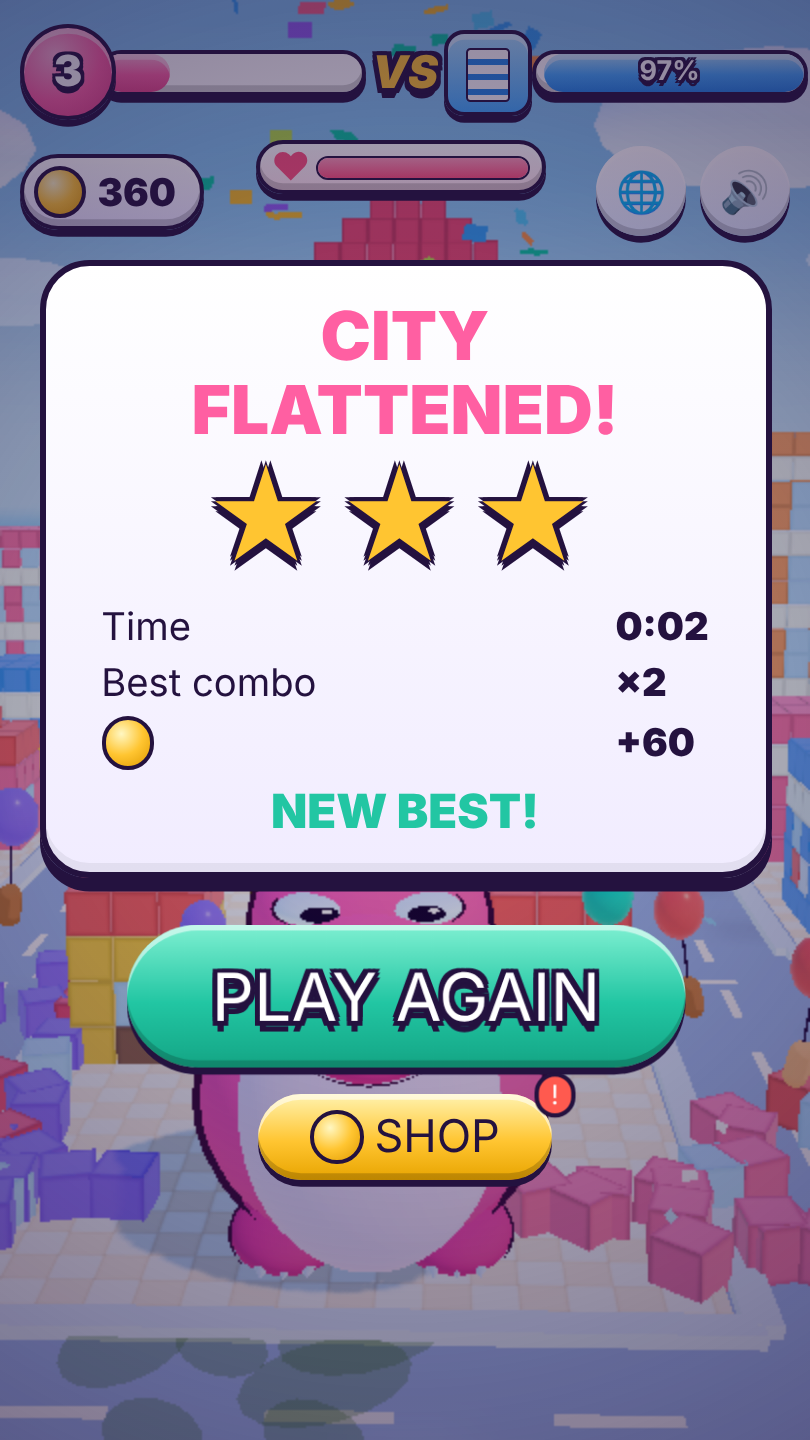 3
VS
97%
360
CITY
FLATTENED!
Time 0:02
Best combo ×2
+60
NEW BEST!
PLAY AGAIN
!
SHOP